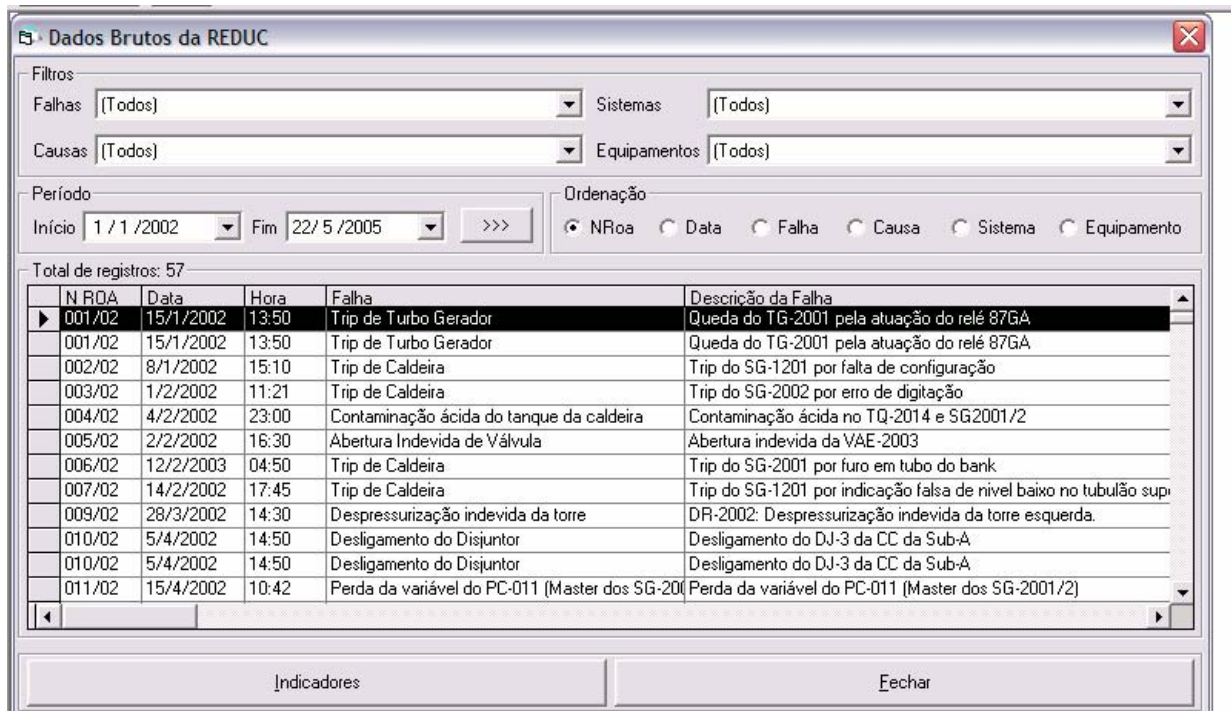 Dados Brutos da REDUC
Filtros
Falhas (Todos) Sistemas (Todos)
Causas (Todos) Equipamentos (Todos)
Período Ordenação
Início 1 / 1 /2002 Fim 22/ 5 /2005 >>> NRoa Data Falha Causa Sistema Equipamento
Total de registros: 57
N ROA Data Hora Falha Descrição da Falha
001/02 15/1/2002 13:50 Trip de Turbo Gerador Queda do TG-2001 pela atuação do relé 87GA
001/02 15/1/2002 13:50 Trip de Turbo Gerador Queda do TG-2001 pela atuação do relé 87GA
002/02 8/1/2002 15:10 Trip de Caldeira Trip do SG-1201 por falta de configuração
003/02 1/2/2002 11:21 Trip de Caldeira Trip do SG-2002 por erro de digitação
004/02 4/2/2002 23:00 Contaminação ácida do tanque da caldeira Contaminação ácida no TQ-2014 e SG2001/2
005/02 2/2/2002 16:30 Abertura Indevida de Válvula Abertura indevida da VAE-2003
006/02 12/2/2003 04:50 Trip de Caldeira Trip do SG-2001 por furo em tubo do bank
007/02 14/2/2002 17:45 Trip de Caldeira Trip do SG-1201 por indicação falsa de nivel baixo no tubulão supe
009/02 28/3/2002 14:30 Despressurização indevida da torre DR-2002: Despressurização indevida da torre esquerda.
010/02 5/4/2002 14:50 Desligamento do Disjuntor Desligamento do DJ-3 da CC da Sub-A
010/02 5/4/2002 14:50 Desligamento do Disjuntor Desligamento do DJ-3 da CC da Sub-A
011/02 15/4/2002 10:42 Perda da variável do PC-011 (Master dos SG-200 Perda da variável do PC-011 (Master dos SG-2001/2)
Indicadores Fechar